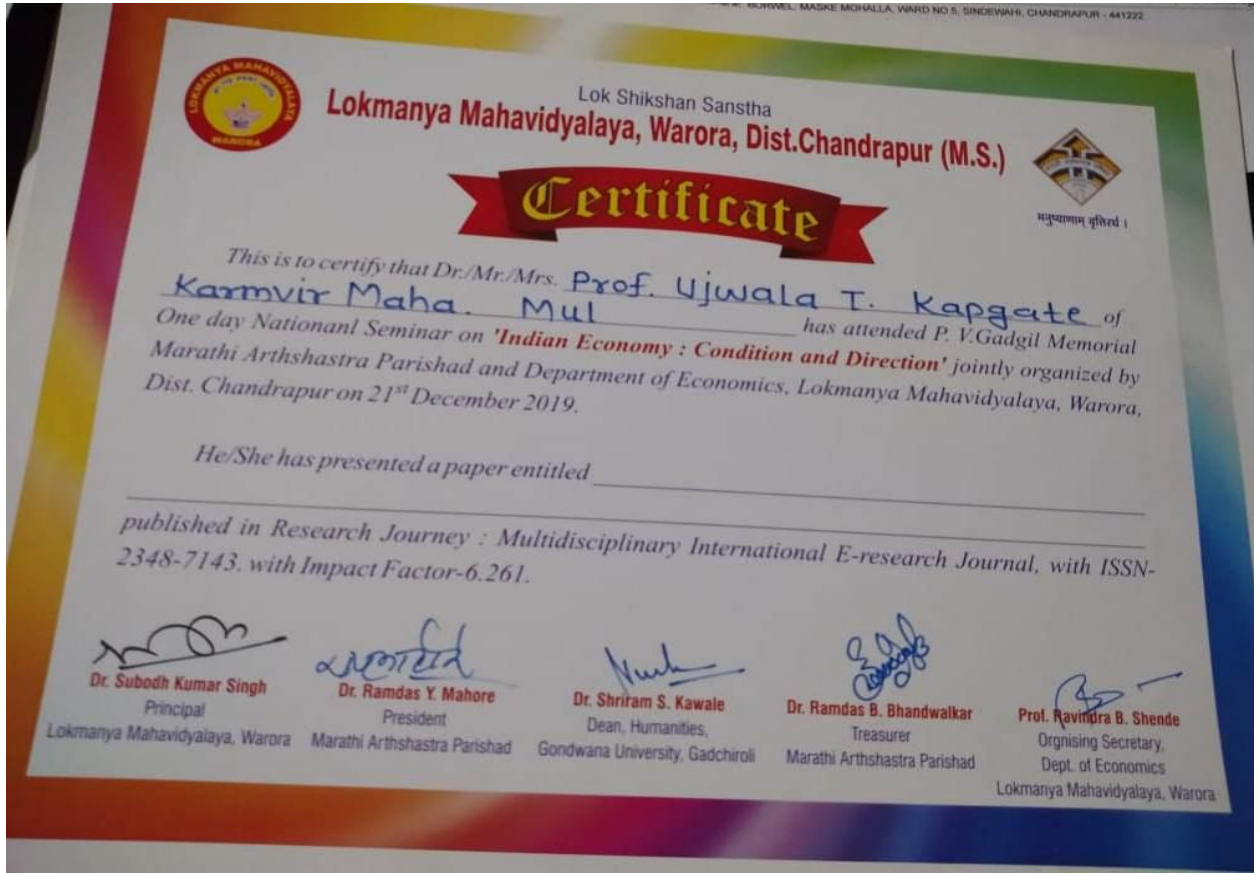 BORWEL, MASKE MOHALLA, WARD NO.5, SINDEWAHI, CHANDRAPUR - 441222
LOKMANYA MAHAVIDYALAYA
WARORA
Lok Shikshan Sanstha
Lokmanya Mahavidyalaya, Warora, Dist.Chandrapur (M.S.)
मनुष्याणाम् वृत्तिरर्थ ।
Certificate
This is to certify that Dr./Mr./Mrs. Prof. Ujwala T. Kapgate of
Karmvir Maha. Mul has attended P. V.Gadgil Memorial
One day Nationanl Seminar on 'Indian Economy : Condition and Direction' jointly organized by
Marathi Arthshastra Parishad and Department of Economics, Lokmanya Mahavidyalaya, Warora,
Dist. Chandrapur on 21st December 2019.
He/She has presented a paper entitled
published in Research Journey : Multidisciplinary International E-research Journal, with ISSN-
2348-7143. with Impact Factor-6.261.
Dr. Subodh Kumar Singh
Principal
Lokmanya Mahavidyalaya, Warora
Dr. Ramdas Y. Mahore
President
Marathi Arthshastra Parishad
Dr. Shriram S. Kawale
Dean, Humanities,
Gondwana University, Gadchiroli
Dr. Ramdas B. Bhandwalkar
Treasurer
Marathi Arthshastra Parishad
Prof. Ravindra B. Shende
Orgnising Secretary,
Dept. of Economics
Lokmanya Mahavidyalaya, Warora